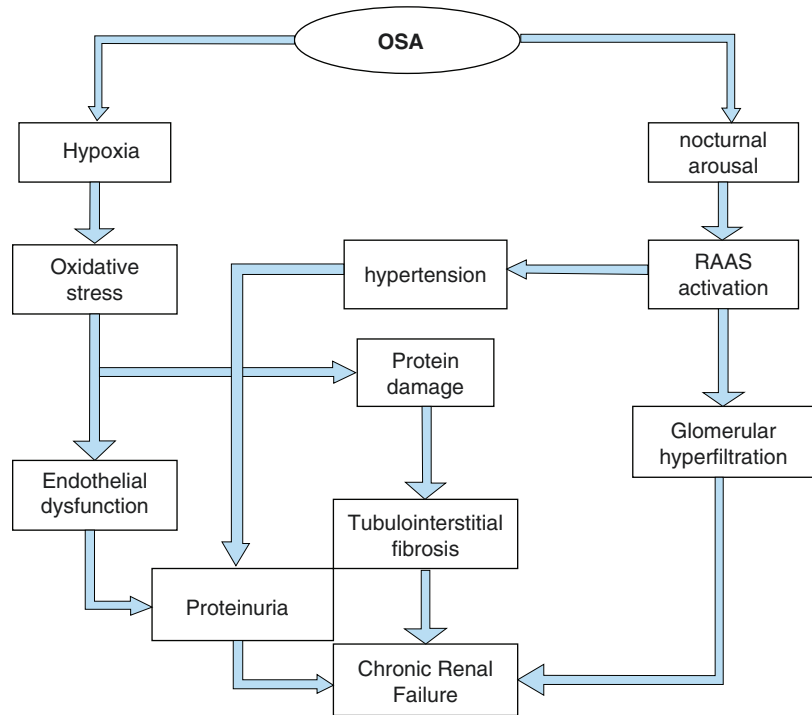 OSA
Hypoxia
nocturnal
arousal
Oxidative
stress
hypertension
RAAS
activation
Protein
damage
Glomerular
hyperfiltration
Endothelial
dysfunction
Tubulointerstitial
fibrosis
Proteinuria
Chronic Renal
Failure